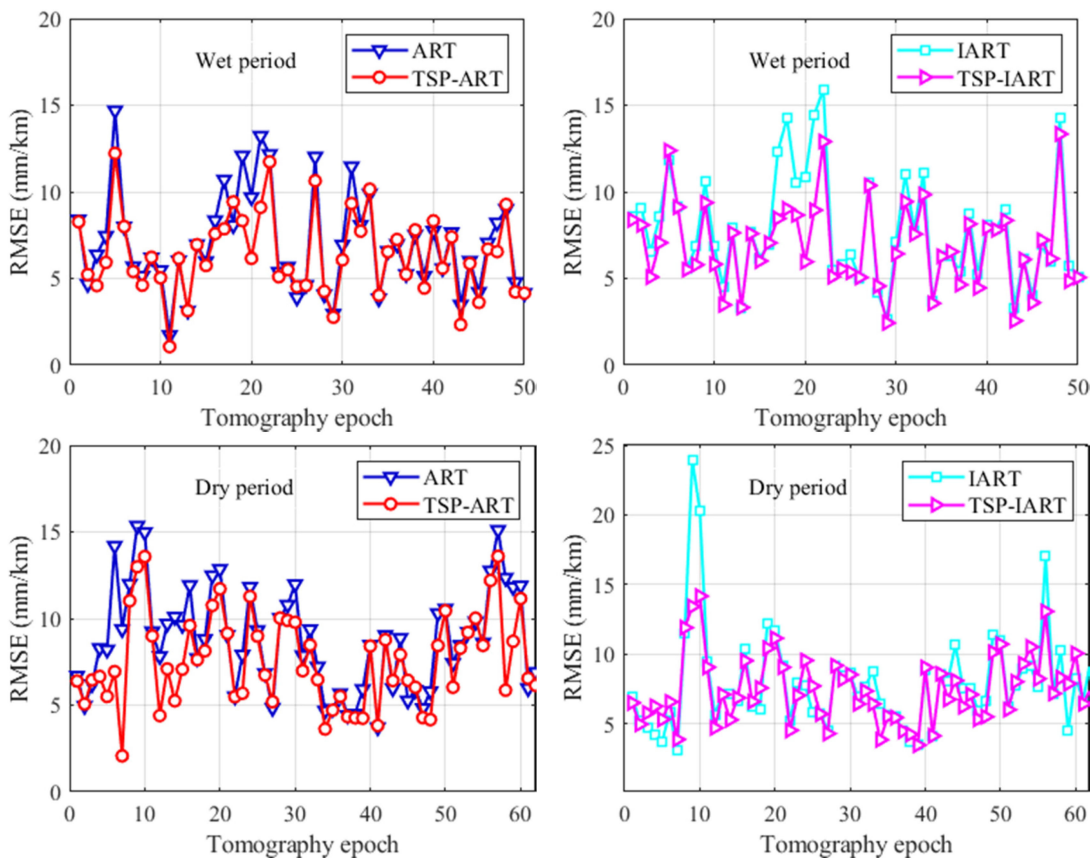 20
15
10
5
0
RMSE (mm/km)
Wet period
ART
TSP-ART
0 10 20 30 40 50
Tomography epoch
20
15
10
5
0
RMSE (mm/km)
Wet period
IART
TSP-IART
0 10 20 30 40 50
Tomography epoch
20
15
10
5
0
RMSE (mm/km)
Dry period
ART
TSP-ART
0 10 20 30 40 50 60
Tomography epoch
25
20
15
10
5
0
RMSE (mm/km)
Dry period
IART
TSP-IART
0 10 20 30 40 50 60
Tomography epoch